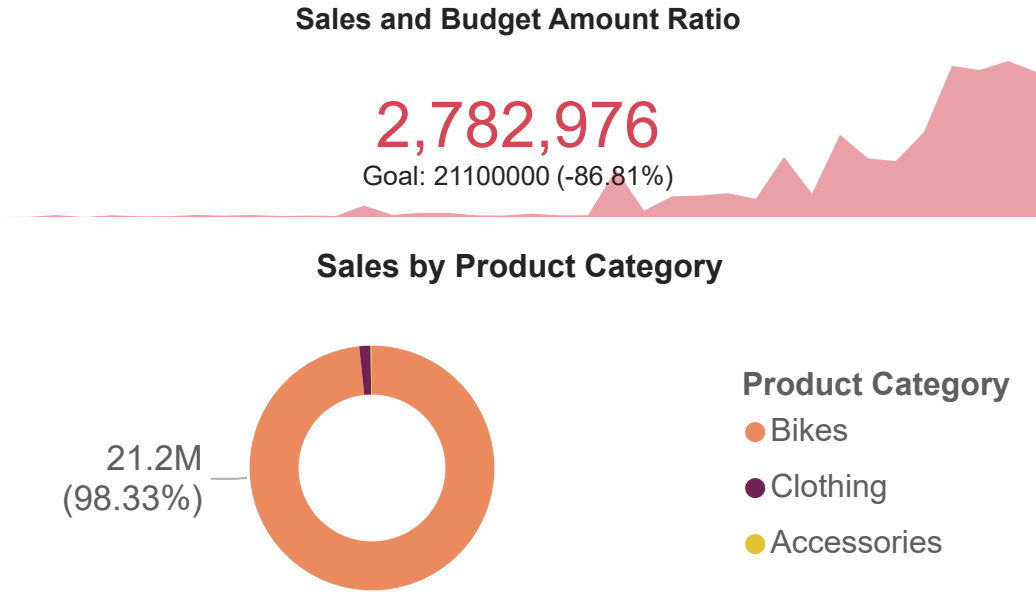 Sales and Budget Amount Ratio
2,782,976
Goal: 21100000 (-86.81%)
Sales by Product Category
21.2M
(98.33%)
Product Category
Bikes
Clothing
Accessories